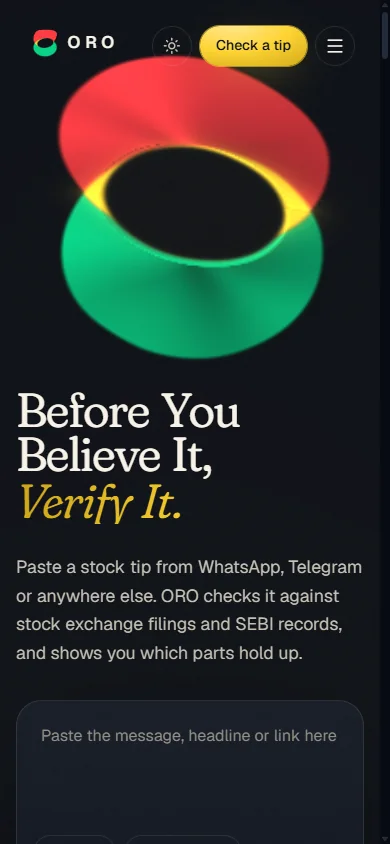 ORO
Check a tip
Before You
Believe It,
Verify It.
Paste a stock tip from WhatsApp, Telegram
or anywhere else. ORO checks it against
stock exchange filings and SEBI records,
and shows you which parts hold up.
Paste the message, headline or link here